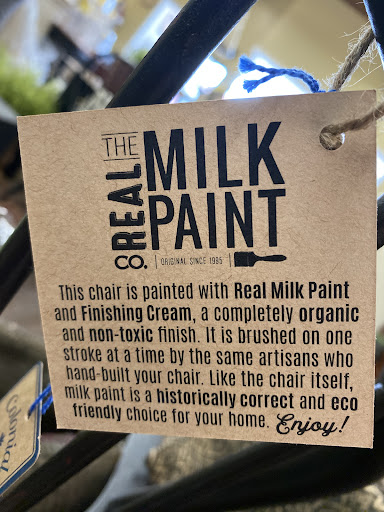 THE REAL MILK PAINT CO.
ORIGINAL SINCE 1985
This chair is painted with Real Milk Paint
and Finishing Cream, a completely organic
and non-toxic finish. It is brushed on one
stroke at a time by the same artisans who
hand-built your chair. Like the chair itself,
milk paint is a historically correct and eco
friendly choice for your home. Enjoy!